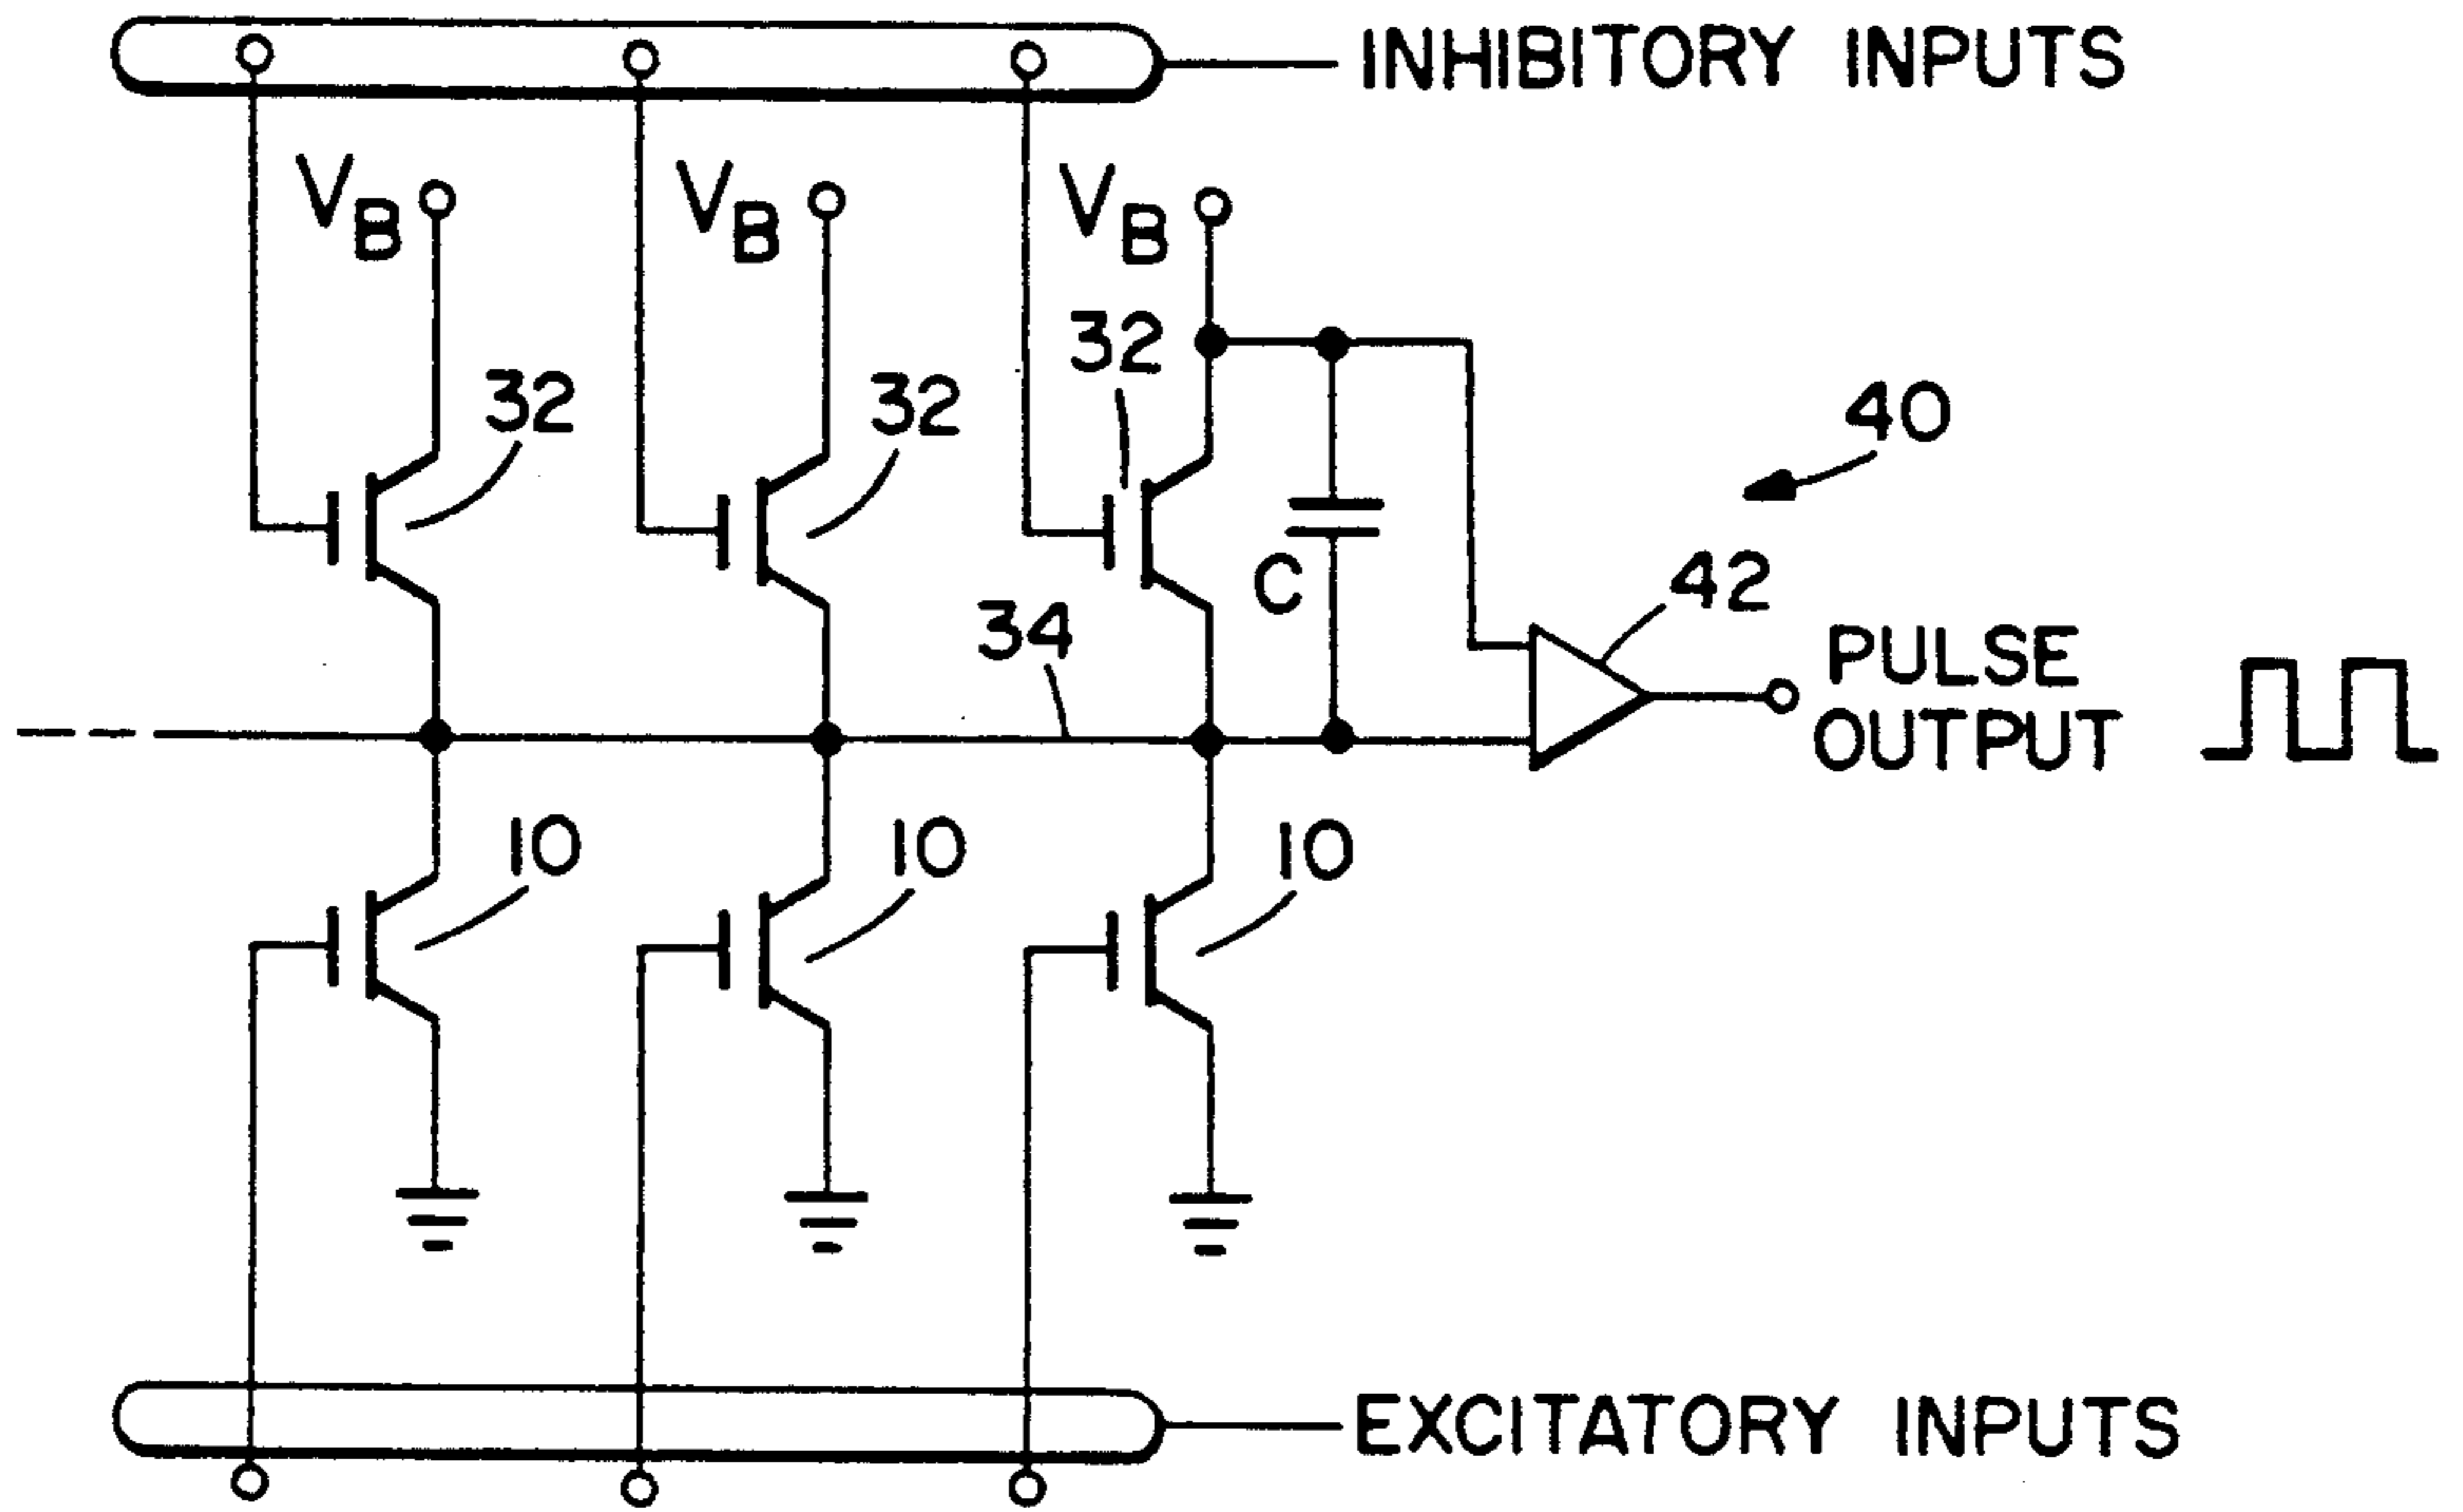 INHIBITORY INPUTS
VB VB VB
32 32 32
40
C
42
34
PULSE
OUTPUT
10 10 10
EXCITATORY INPUTS